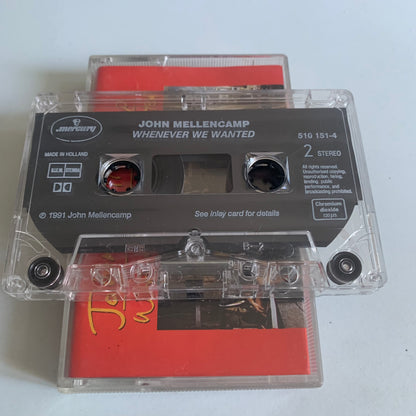 mercury
JOHN MELLENCAMP
WHENEVER WE WANTED
510 151-4
MADE IN HOLLAND
2 STEREO
All rights reserved.
Unauthorised copying,
reproduction, hiring,
lending, public
performance, and
broadcasting prohibited.
Ⓟ 1991 John Mellencamp
See inlay card for details
Chromium
dioxide
120 µs